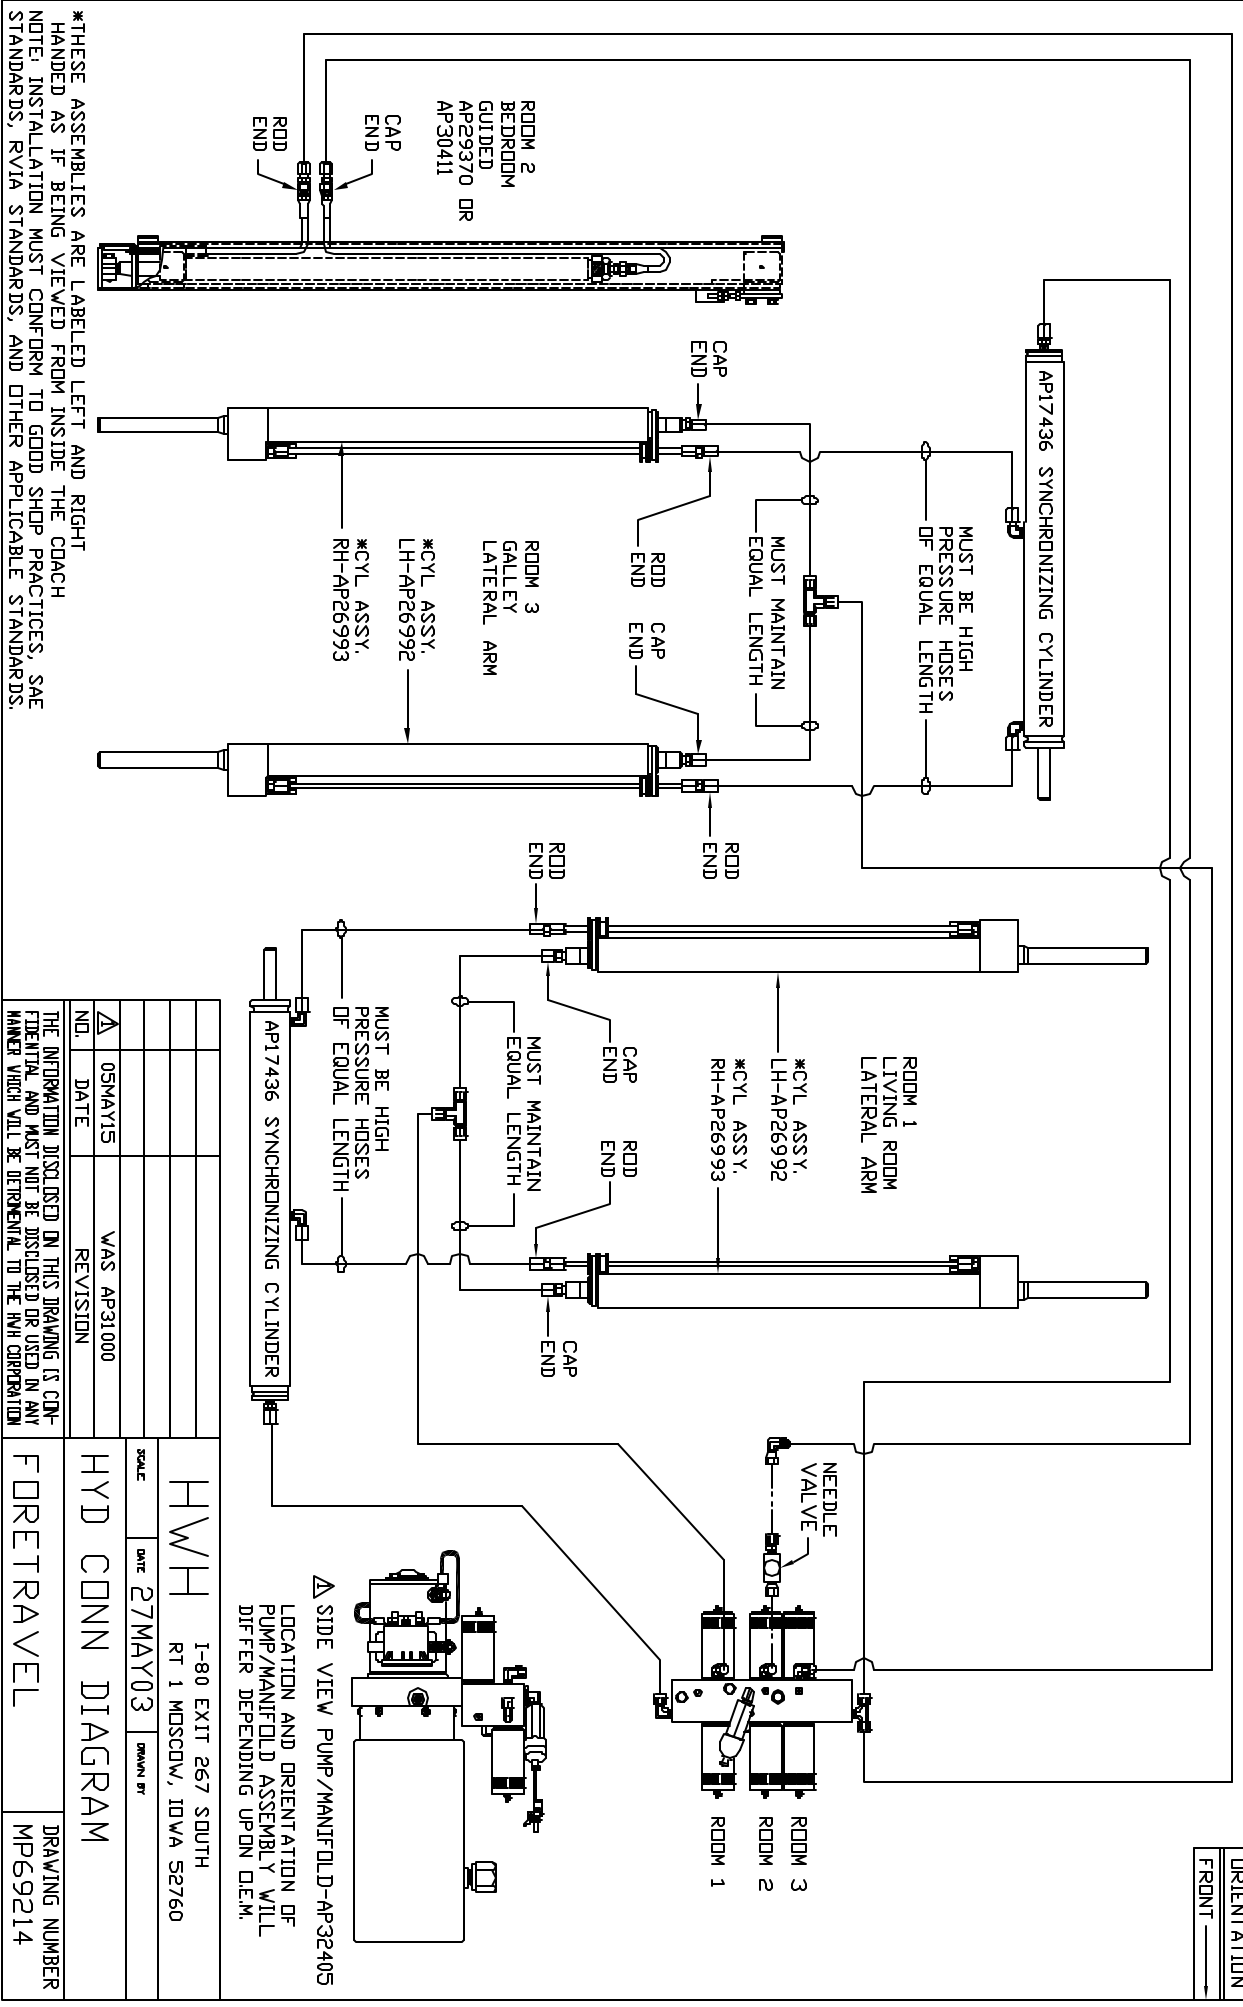 ORIENTATION
FRONT
ROOM 2
BEDROOM
GUIDED
AP29370 OR
AP30411
CAP
END
ROD
END
AP17436 SYNCHRONIZING CYLINDER
MUST BE HIGH
PRESSURE HOSES
OF EQUAL LENGTH
MUST MAINTAIN
EQUAL LENGTH
CAP
END
ROD
END
CAP
END
ROD
END
ROOM 3
GALLEY
LATERAL ARM
*CYL ASSY.
LH-AP26992
*CYL ASSY.
RH-AP26993
ROOM 1
LIVING ROOM
LATERAL ARM
*CYL ASSY.
LH-AP26992
*CYL ASSY.
RH-AP26993
ROD
END
CAP
END
ROD
END
CAP
END
MUST MAINTAIN
EQUAL LENGTH
MUST BE HIGH
PRESSURE HOSES
OF EQUAL LENGTH
AP17436 SYNCHRONIZING CYLINDER
NEEDLE
VALVE
ROOM 3
ROOM 2
ROOM 1
1 SIDE VIEW PUMP/MANIFOLD-AP32405
LOCATION AND ORIENTATION OF
PUMP/MANIFOLD ASSEMBLY WILL
DIFFER DEPENDING UPON O.E.M.
*THESE ASSEMBLIES ARE LABELED LEFT AND RIGHT
HANDED AS IF BEING VIEWED FROM INSIDE THE COACH
NOTE: INSTALLATION MUST CONFORM TO GOOD SHOP PRACTICES, SAE
STANDARDS, RVIA STANDARDS, AND OTHER APPLICABLE STANDARDS.
1 05MAY15 WAS AP31000
NO. DATE REVISION
THE INFORMATION DISCLOSED ON THIS DRAWING IS CON-
FIDENTIAL AND MUST NOT BE DISCLOSED OR USED IN ANY
MANNER WHICH WILL BE DETRIMENTAL TO THE HWH CORPORATION
HWH I-80 EXIT 267 SOUTH
RT 1 MOSCOW, IOWA 52760
SCALE DATE 27MAY03 DRAWN BY
HYD CONN DIAGRAM
FORETRAVEL
DRAWING NUMBER
MP69214